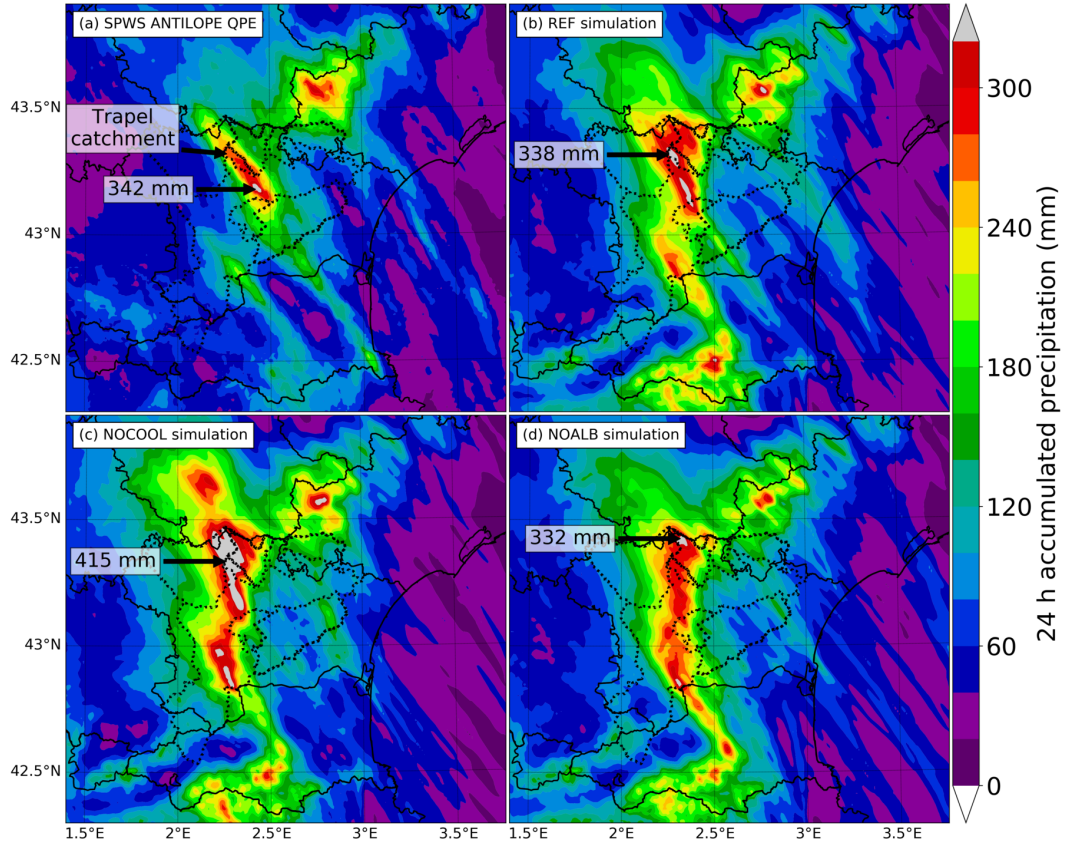 (a) SPWS ANTILOPE QPE
(b) REF simulation
43.5°N
43°N
42.5°N
Trapel
catchment
342 mm
338 mm
(c) NOCOOL simulation
(d) NOALB simulation
43.5°N
43°N
42.5°N
415 mm
332 mm
1.5°E 2°E 2.5°E 3°E 3.5°E
1.5°E 2°E 2.5°E 3°E 3.5°E
300
240
180
120
60
0
24 h accumulated precipitation (mm)